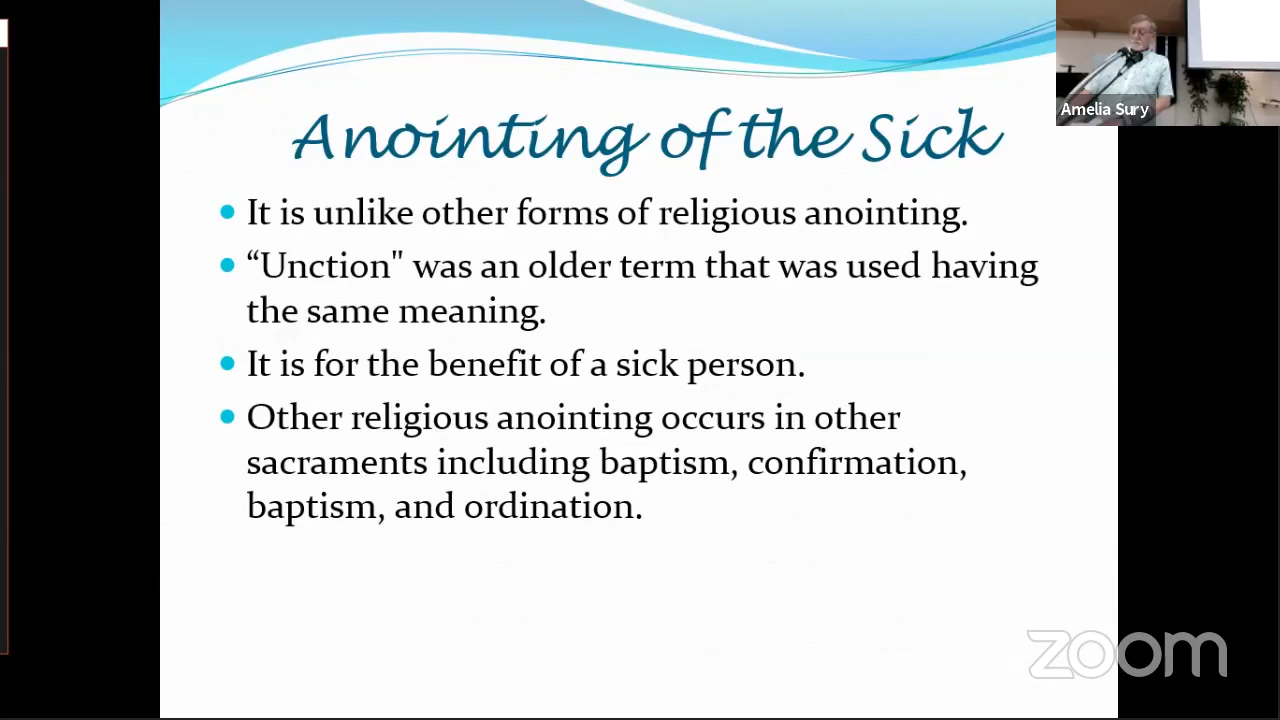 Anointing of the Sick
Amelia Sury
• It is unlike other forms of religious anointing.
• “Unction" was an older term that was used having
the same meaning.
• It is for the benefit of a sick person.
• Other religious anointing occurs in other
sacraments including baptism, confirmation,
baptism, and ordination.
zoom